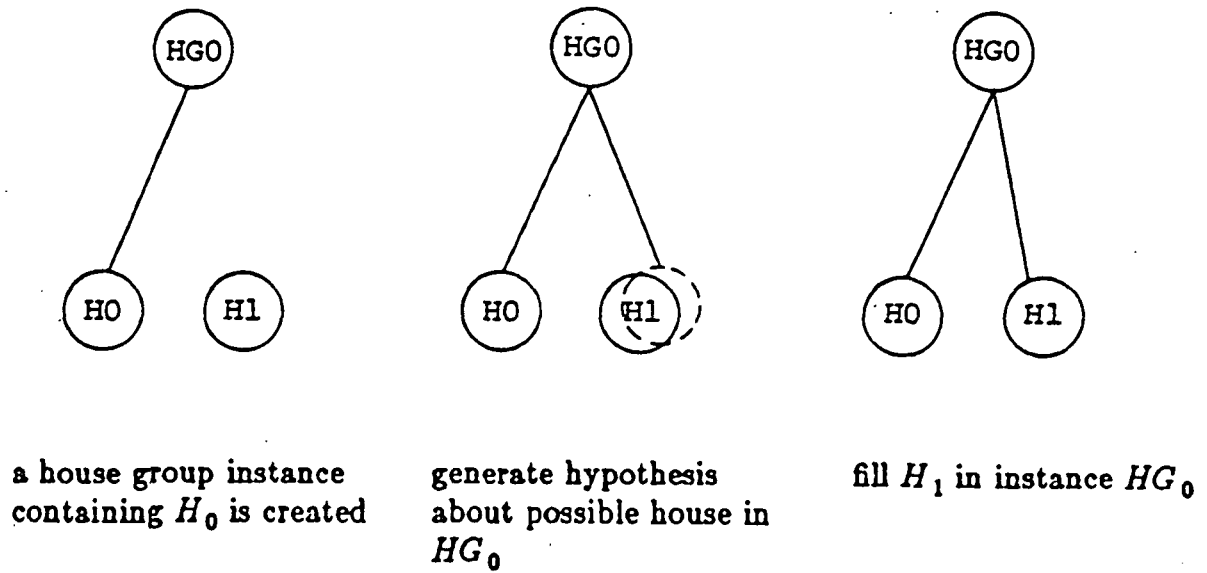 HG0
HG0
HG0
H0
H1
H0
H1
H0
H1
a house group instance
containing H₀ is created
generate hypothesis
about possible house in
HG₀
fill H₁ in instance HG₀